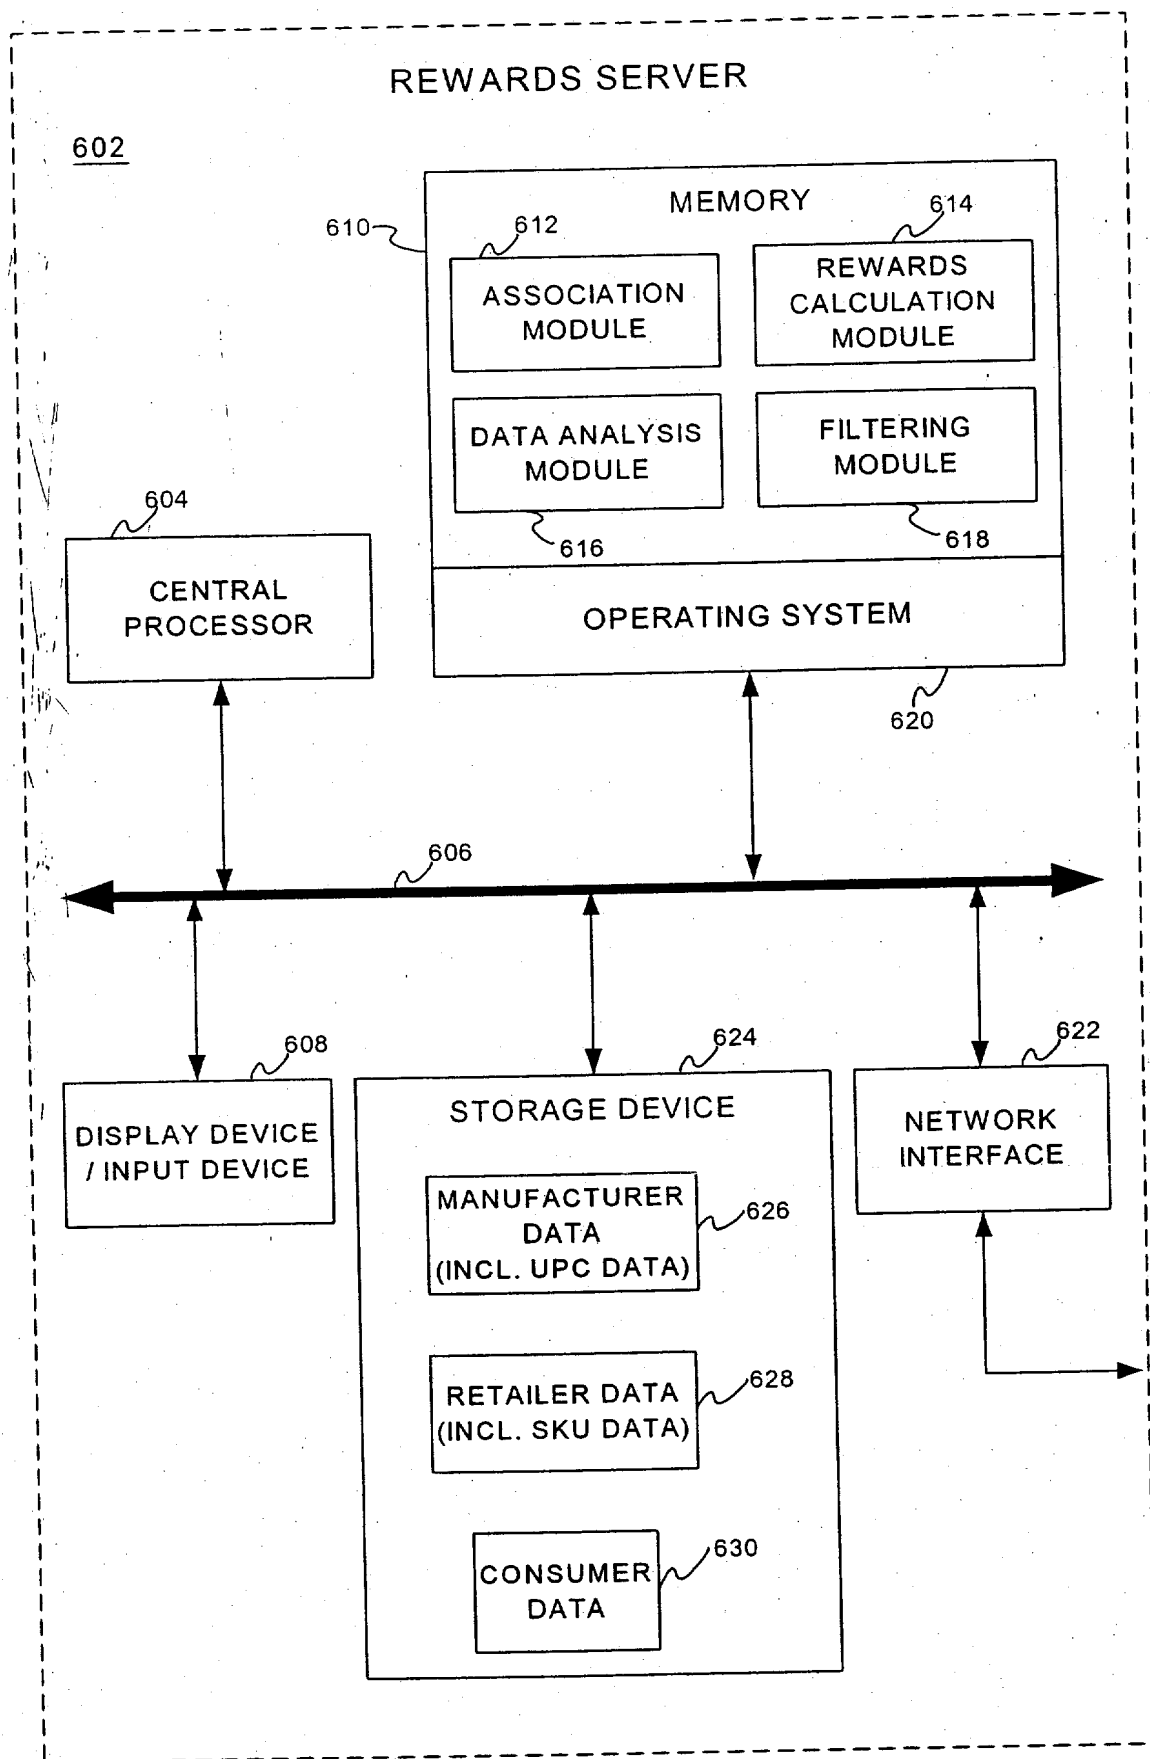 REWARDS SERVER
602
MEMORY
610
612
614
ASSOCIATION
MODULE
REWARDS
CALCULATION
MODULE
DATA ANALYSIS
MODULE
FILTERING
MODULE
616
618
604
CENTRAL
PROCESSOR
OPERATING SYSTEM
620
606
608
DISPLAY DEVICE
/ INPUT DEVICE
624
STORAGE DEVICE
MANUFACTURER
DATA
(INCL. UPC DATA)
626
RETAILER DATA
(INCL. SKU DATA)
628
CONSUMER
DATA
630
622
NETWORK
INTERFACE